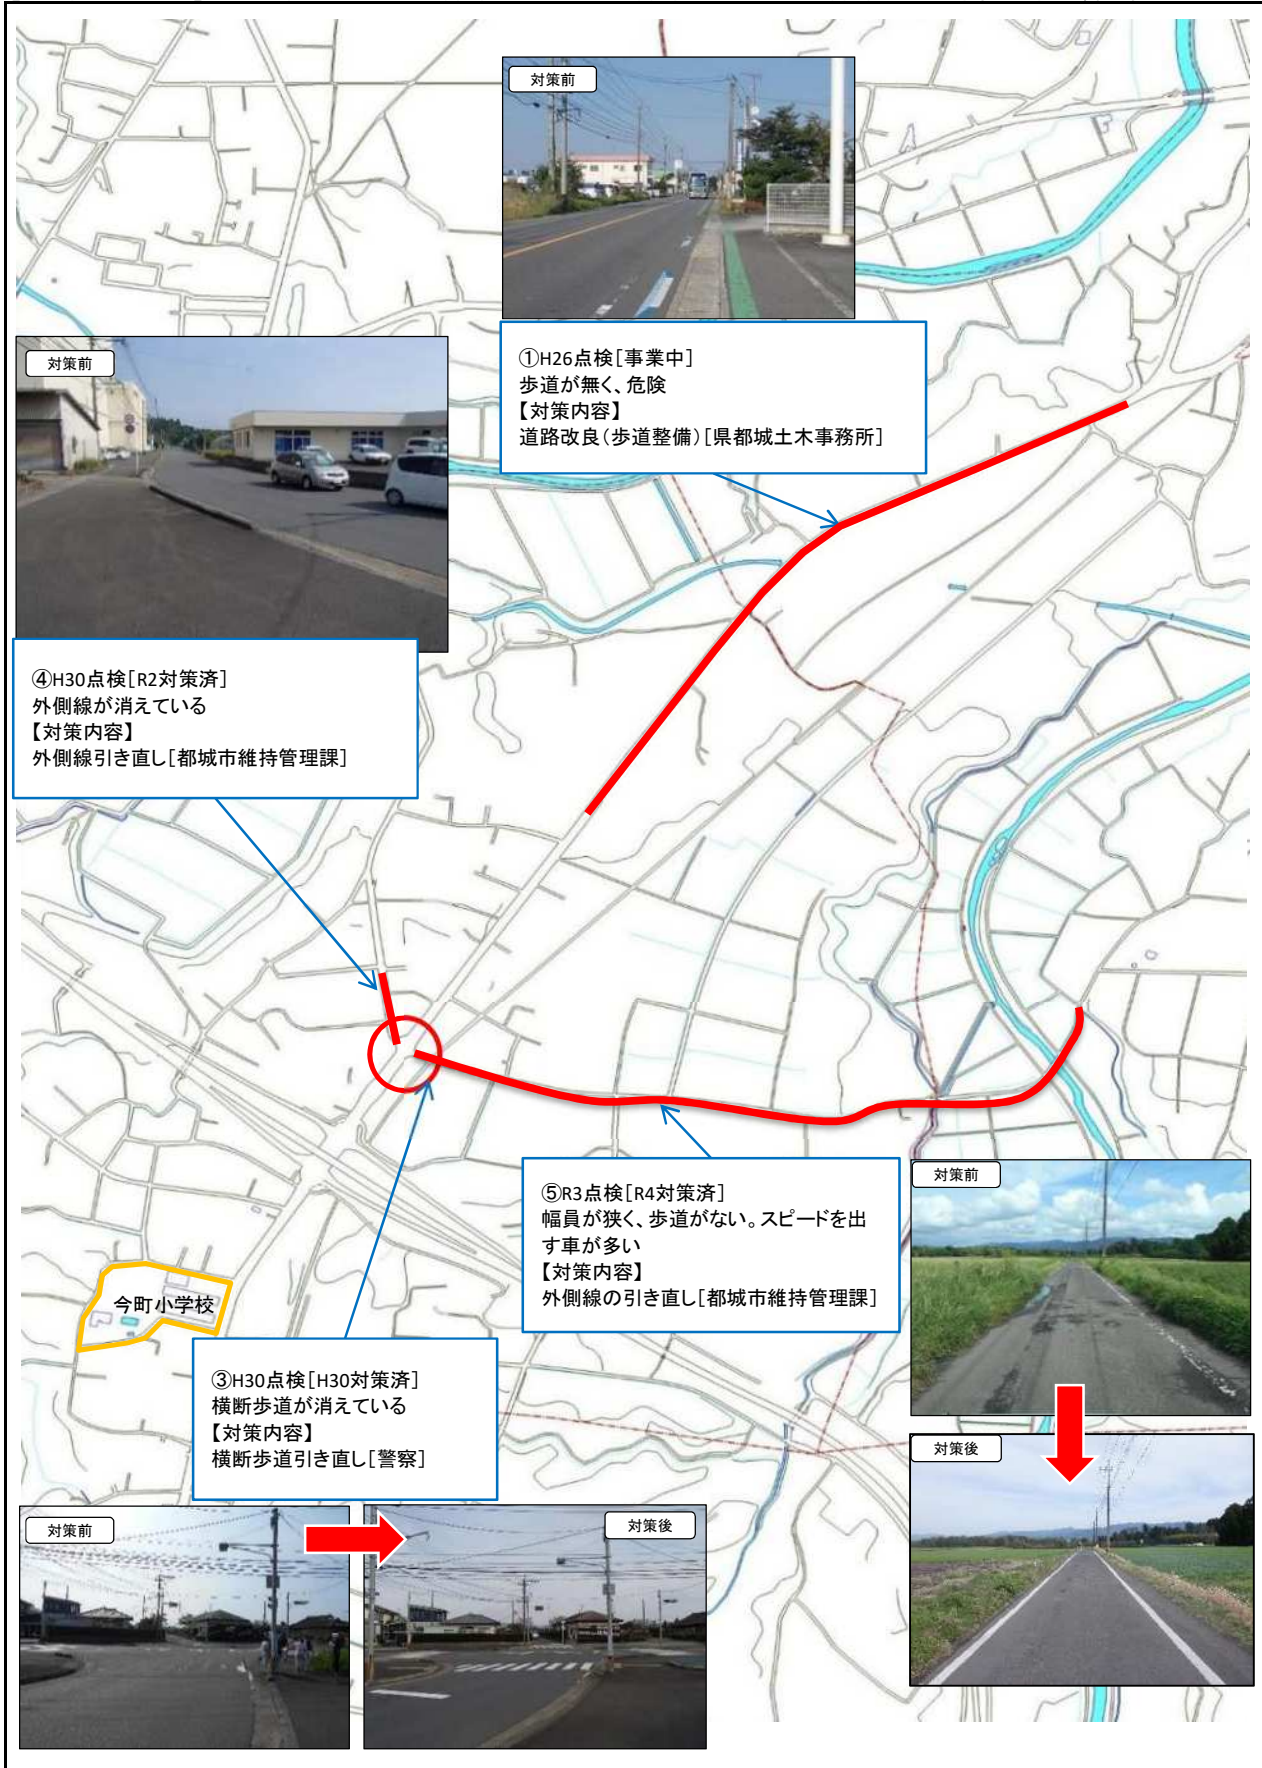 対策前
①H26点検[事業中]
歩道が無く、危険
【対策内容】
道路改良(歩道整備)[県都城土木事務所]
対策前
④H30点検[R2対策済]
外側線が消えている
【対策内容】
外側線引き直し[都城市維持管理課]
⑤R3点検[R4対策済]
幅員が狭く、歩道がない。スピードを出
す車が多い
【対策内容】
外側線の引き直し[都城市維持管理課]
対策前
対策後
今町小学校
③H30点検[H30対策済]
横断歩道が消えている
【対策内容】
横断歩道引き直し[警察]
対策前
対策後